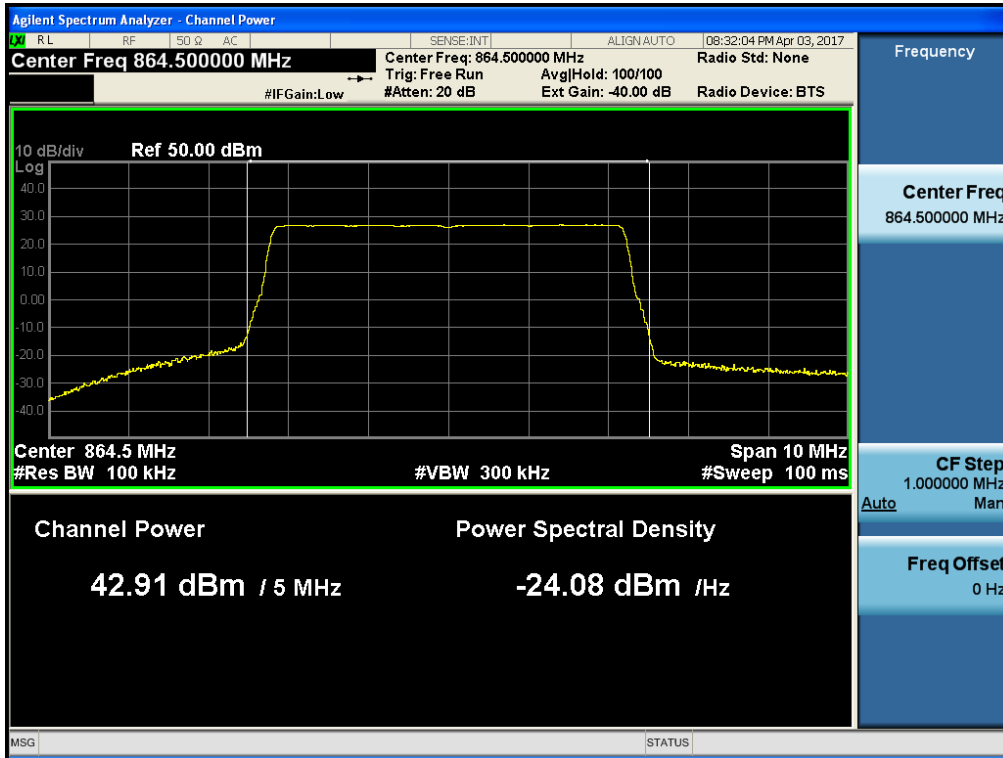 Agilent Spectrum Analyzer - Channel Power
LXI RL RF 50 Ω AC SENSE:INT ALIGN AUTO 08:32:04 PM Apr 03, 2017
Center Freq 864.500000 MHz
Center Freq: 864.500000 MHz Radio Std: None
Trig: Free Run Avg|Hold: 100/100
#IFGain:Low #Atten: 20 dB Ext Gain: -40.00 dB Radio Device: BTS
10 dB/div Ref 50.00 dBm
Log
40.0
30.0
20.0
10.0
0.00
-10.0
-20.0
-30.0
-40.0
Center 864.5 MHz Span 10 MHz
#Res BW 100 kHz #VBW 300 kHz #Sweep 100 ms
Channel Power Power Spectral Density
42.91 dBm / 5 MHz -24.08 dBm /Hz
MSG STATUS
Frequency
Center Freq
864.500000 MHz
CF Step
1.000000 MHz
Auto Man
Freq Offset
0 Hz